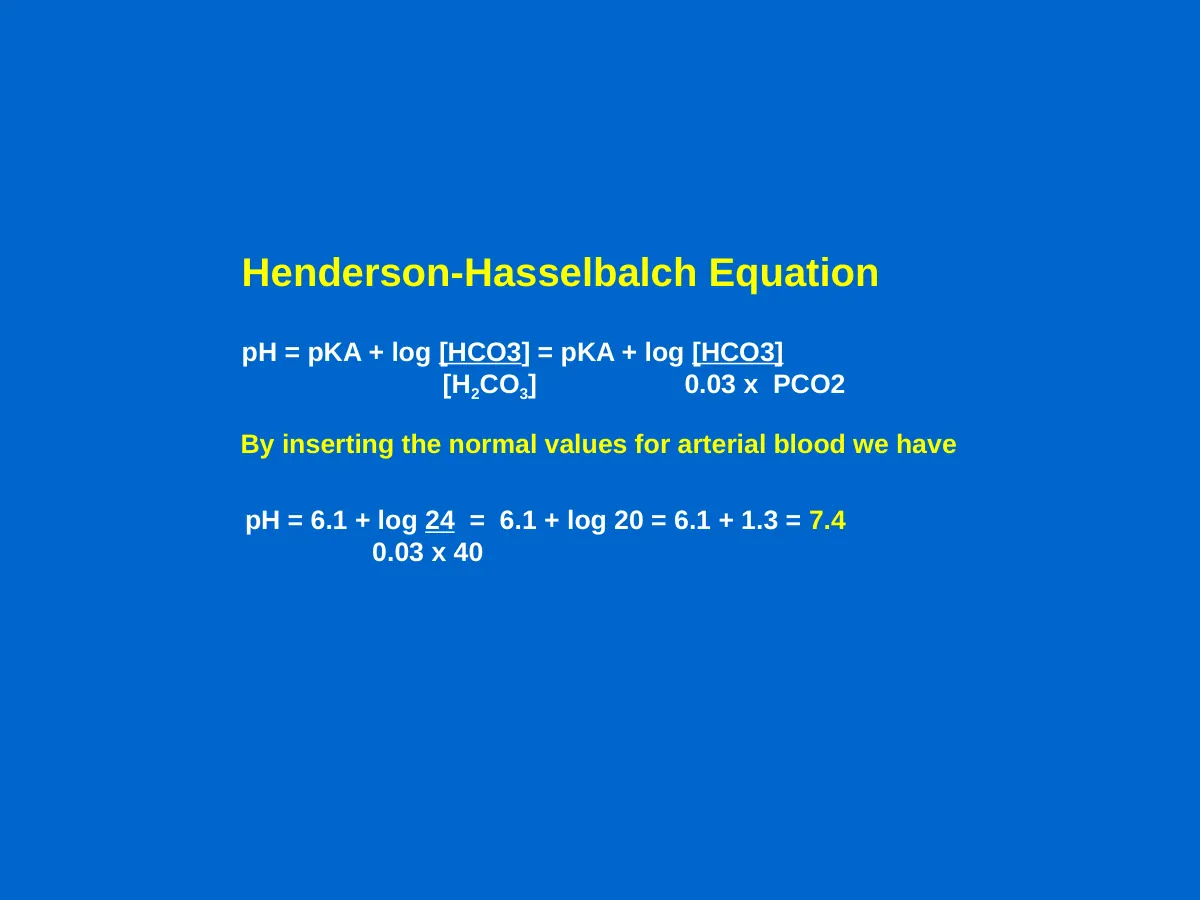 Henderson-Hasselbalch Equation
pH = pKA + log [HCO3] = pKA + log [HCO3]
[H₂CO₃] 0.03 x PCO2
By inserting the normal values for arterial blood we have
pH = 6.1 + log 24 = 6.1 + log 20 = 6.1 + 1.3 = 7.4
0.03 x 40